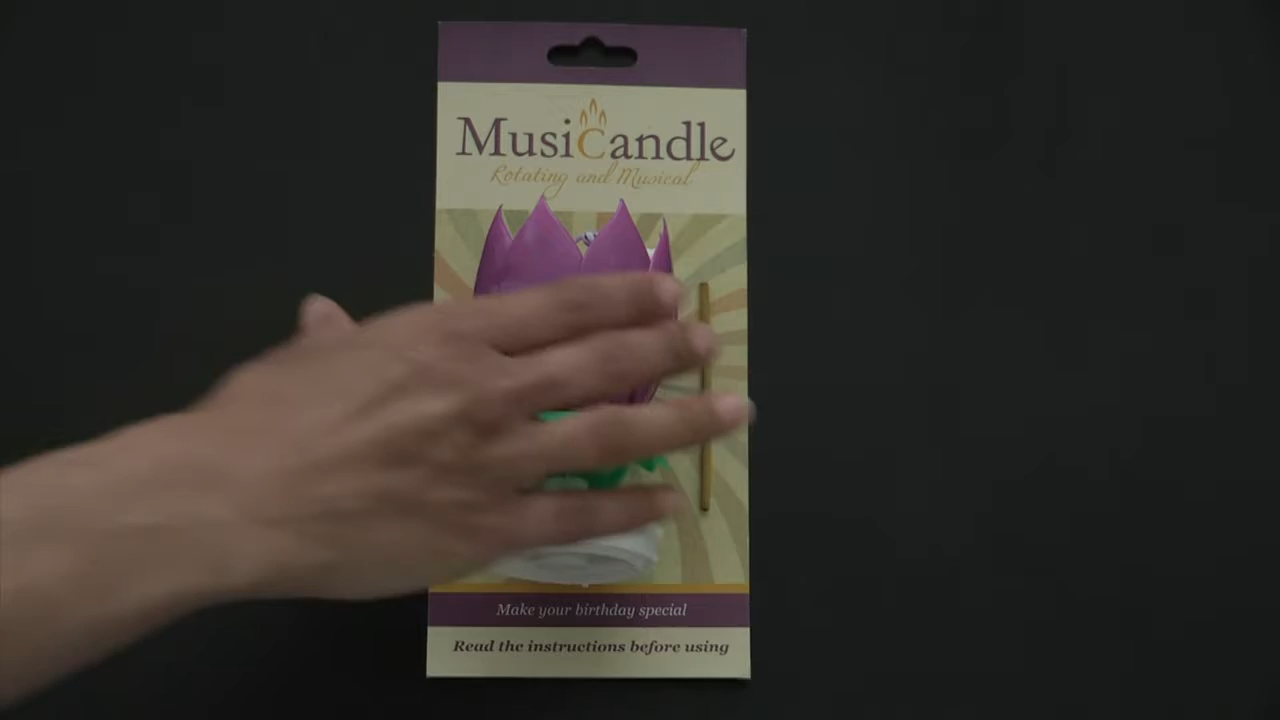 MusiCandle
Rotating and Musical
Make your birthday special
Read the instructions before using